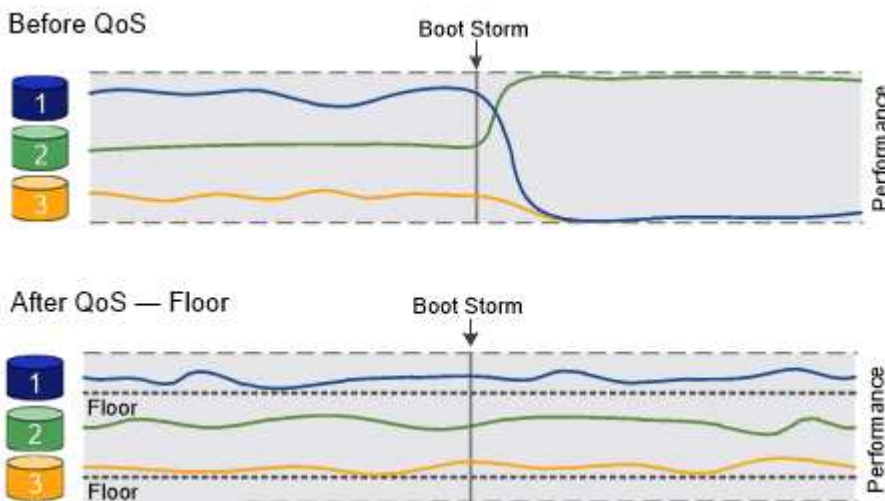 Before QoS
Boot Storm
1
2
3
Performance
After QoS — Floor
Boot Storm
1
Floor
2
3
Floor
Performance